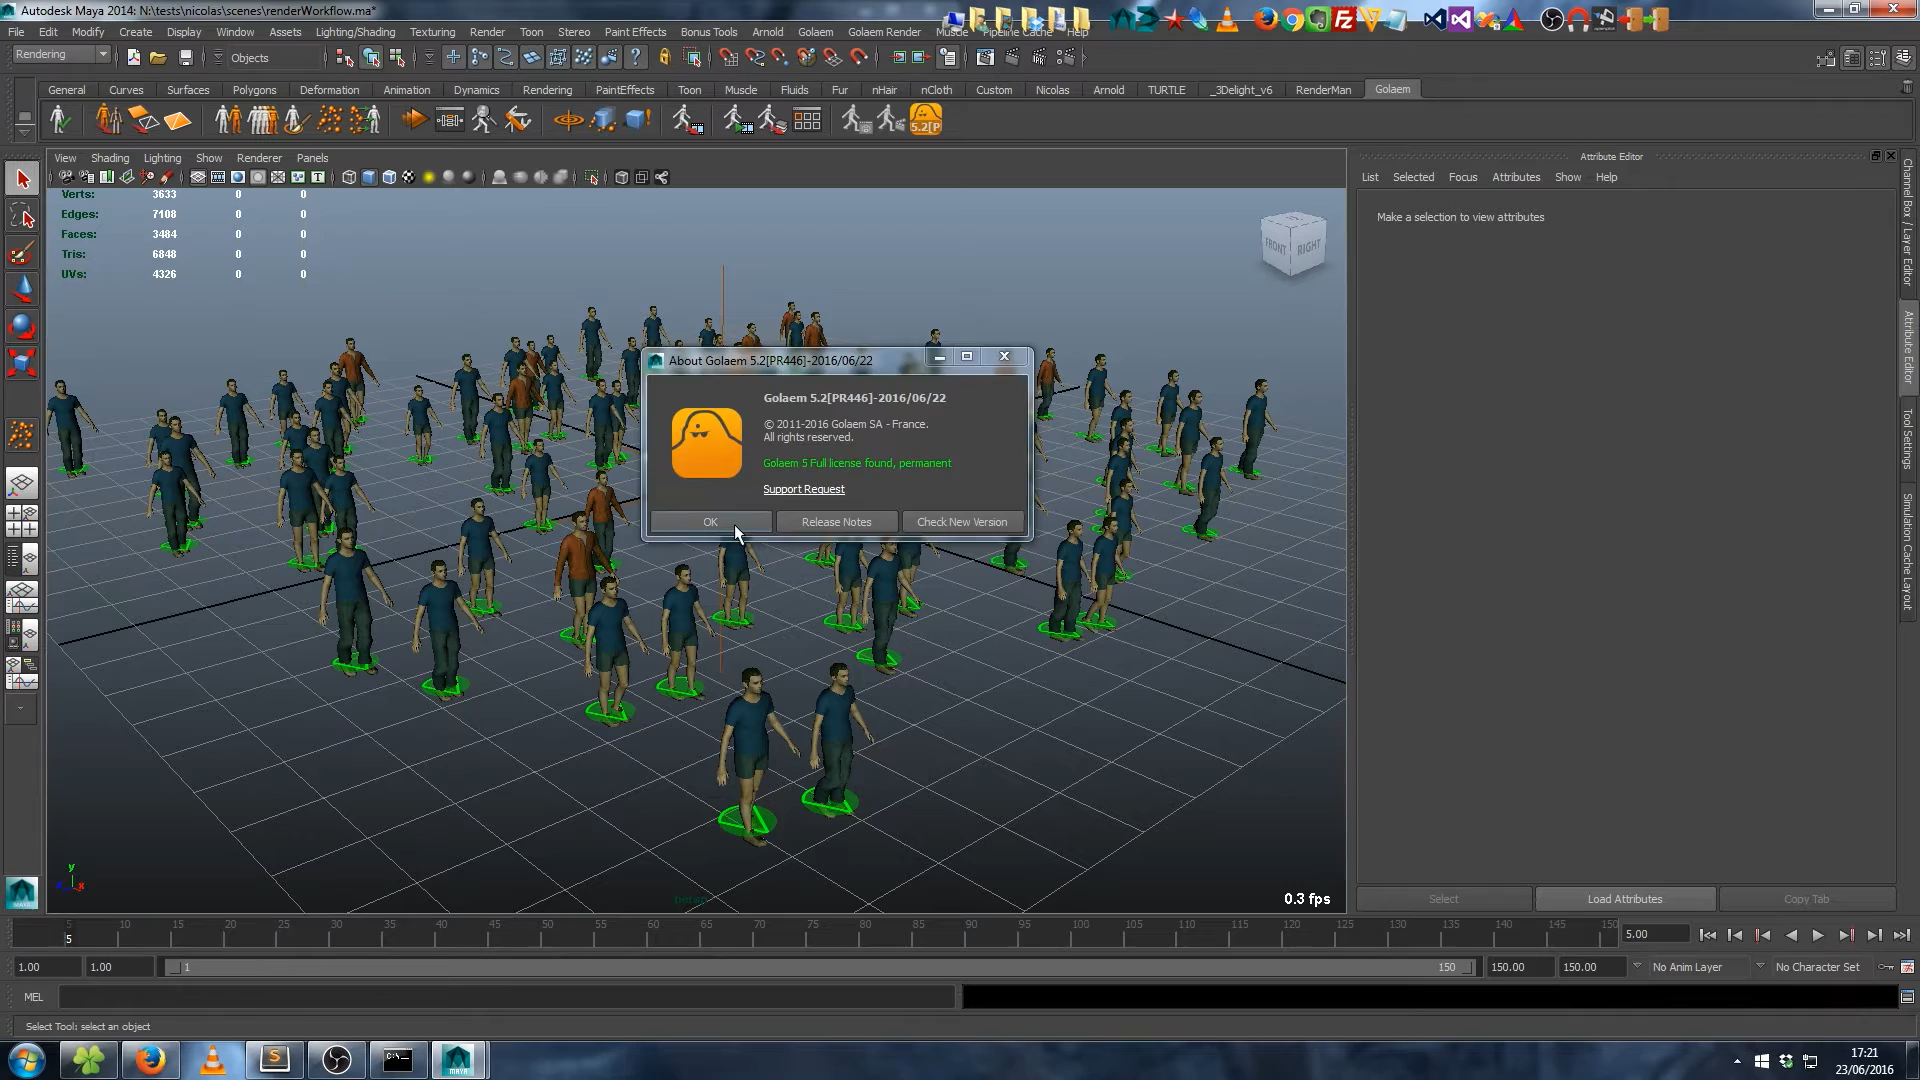 Autodesk Maya 2014: N:\tests\nicolas\scenes\renderWorkflow.ma*
File Edit Modify Create Display Window Assets Lighting/Shading Texturing Render Toon Stereo Paint Effects Bonus Tools Arnold Golaem Golaem Render Muscle Pipeline Cache Help
Rendering
Objects
General Curves Surfaces Polygons Deformation Animation Dynamics Rendering PaintEffects Toon Muscle Fluids Fur nHair nCloth Custom Nicolas Arnold TURTLE _3Delight_v6 RenderMan Golaem
5.2[P
View Shading Lighting Show Renderer Panels
Attribute Editor
List Selected Focus Attributes Show Help
Make a selection to view attributes
Verts: 3633 0 0
Edges: 7108 0 0
Faces: 3484 0 0
Tris: 6848 0 0
UVs: 4326 0 0
FRONT RIGHT
Channel Box / Layer Editor
Attribute Editor
Tool Settings
Simulation Cache Layout
About Golaem 5.2[PR446]-2016/06/22
Golaem 5.2[PR446]-2016/06/22
© 2011-2016 Golaem SA - France.
All rights reserved.
Golaem 5 Full license found, permanent
Support Request
OK Release Notes Check New Version
y
x
persp
0.3 fps
Select Load Attributes Copy Tab
5 10 15 20 25 30 35 40 45 50 55 60 65 70 75 80 85 90 95 100 105 110 115 120 125 130 135 140 145 150
5
5.00
1.00 1.00 1 150 150.00 150.00 No Anim Layer No Character Set
MEL
Select Tool: select an object
MAYA
17:21
23/06/2016